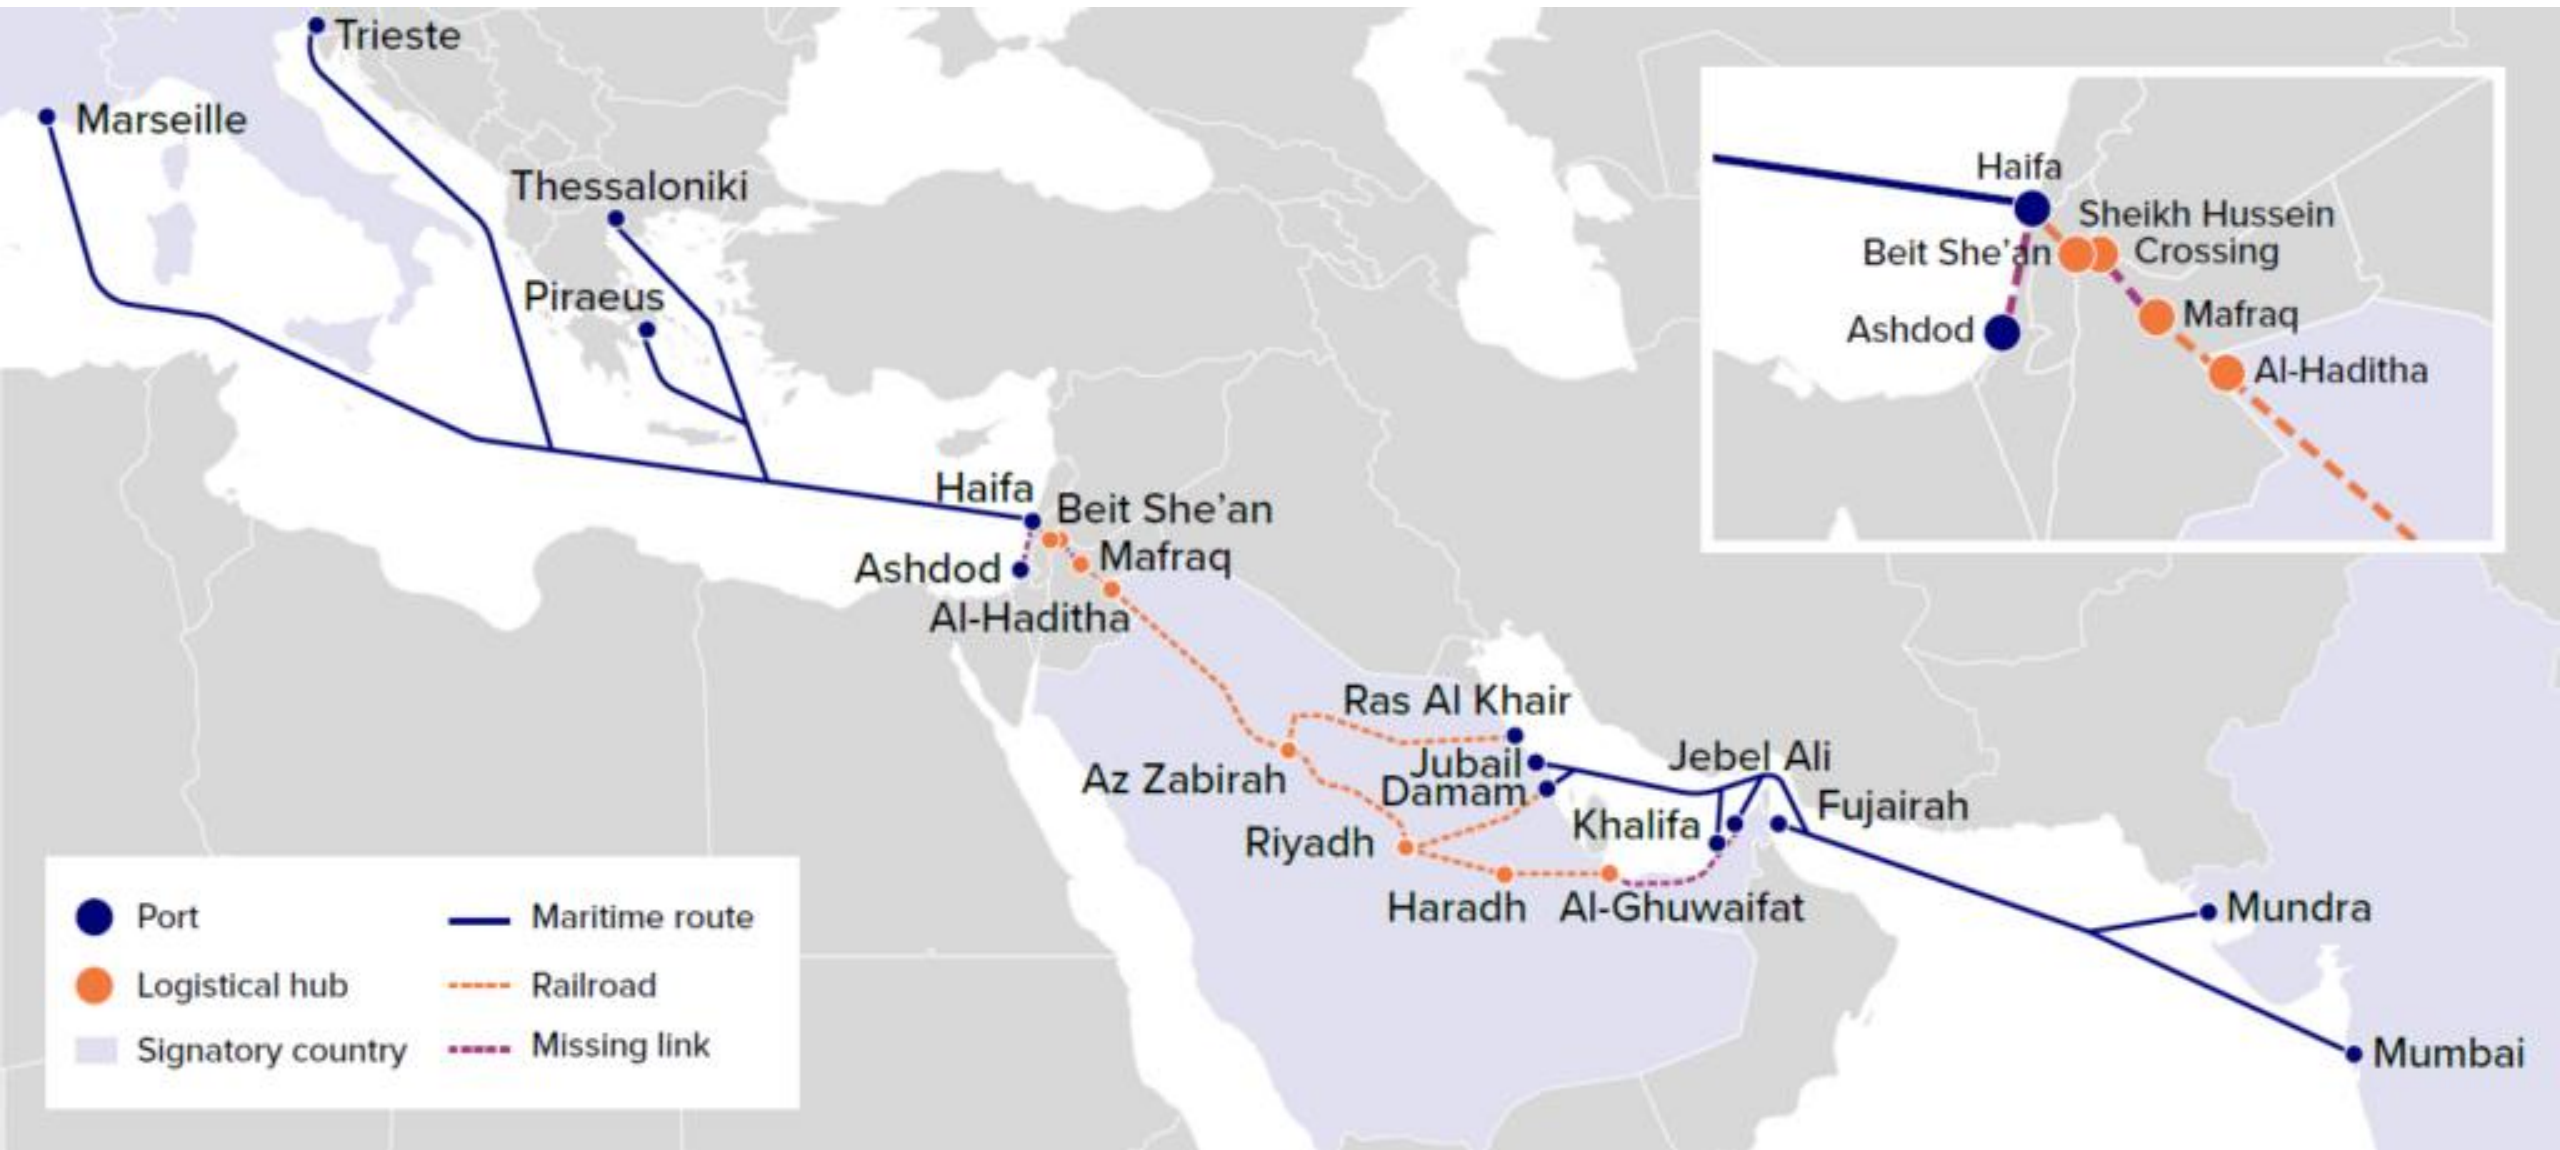 Trieste
Marseille
Thessaloniki
Piraeus
Haifa
Beit She’an
Ashdod
Mafraq
Al-Haditha
Ras Al Khair
Jubail
Jebel Ali
Az Zabirah
Damam
Fujairah
Khalifa
Riyadh
Haradh
Al-Ghuwaifat
Mundra
Mumbai
Haifa
Sheikh Hussein
Crossing
Beit She’an
Mafraq
Ashdod
Al-Haditha
Port
Maritime route
Logistical hub
Railroad
Signatory country
Missing link